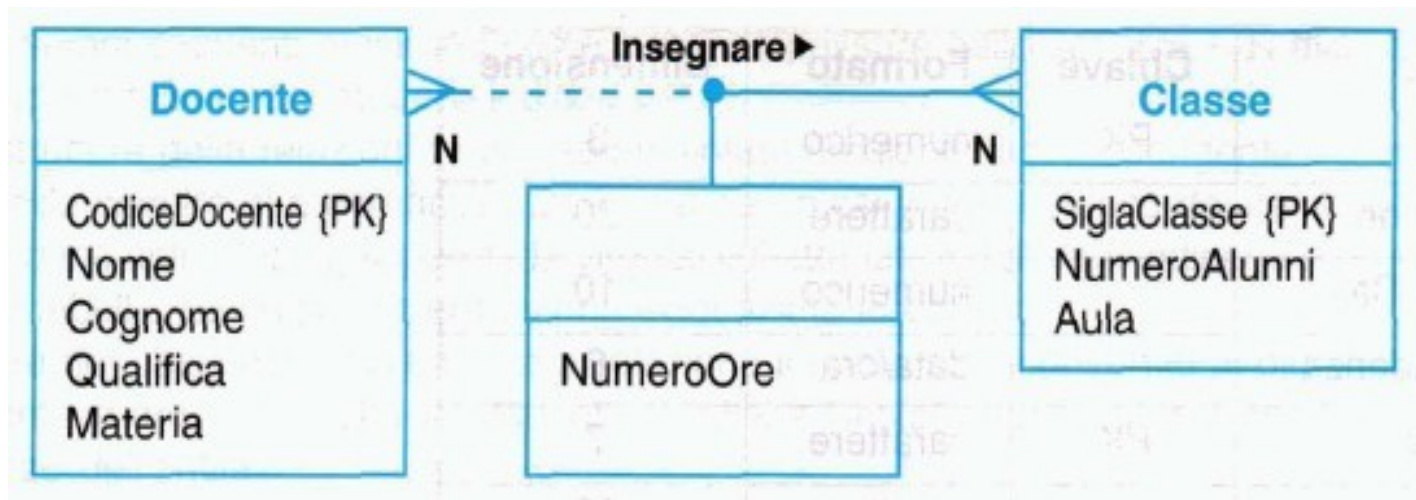 Insegnare►
Docente
Classe
N
N
CodiceDocente {PK}
Nome
Cognome
Qualifica
Materia
NumeroOre
SiglaClasse {PK}
NumeroAlunni
Aula